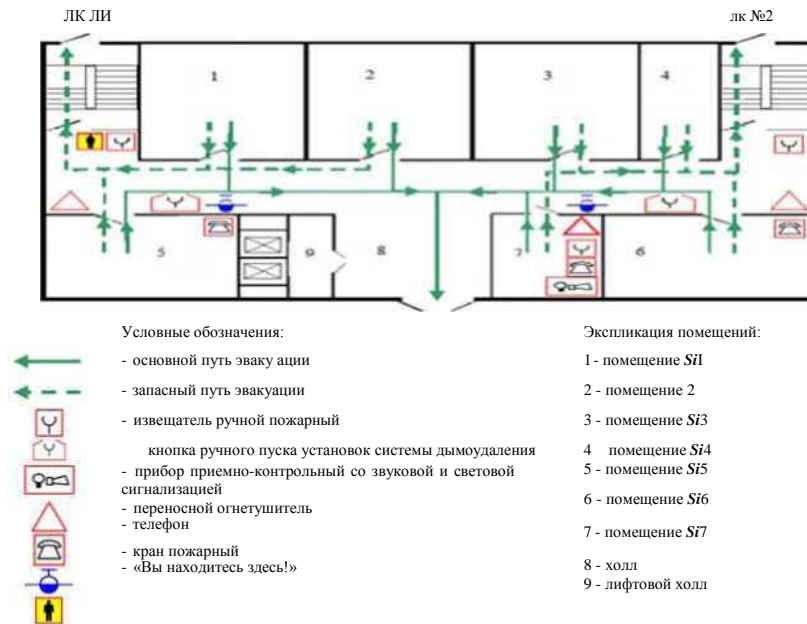 ЛК ЛИ
лк №2
1
2
3
4
5
9
8
7
6
Условные обозначения:
- основной путь эваку ации
- запасный путь эвакуации
- извещатель ручной пожарный
кнопка ручного пуска установок системы дымоудаления
- прибор приемно-контрольный со звуковой и световой
сигнализацией
- переносной огнетушитель
- телефон
- кран пожарный
- «Вы находитесь здесь!»
Экспликация помещений:
1- помещение Si1
2 - помещение 2
3 - помещение Si3
4 помещение Si4
5 - помещение Si5
6 - помещение Si6
7 - помещение Si7
8 - холл
9 - лифтовой холл